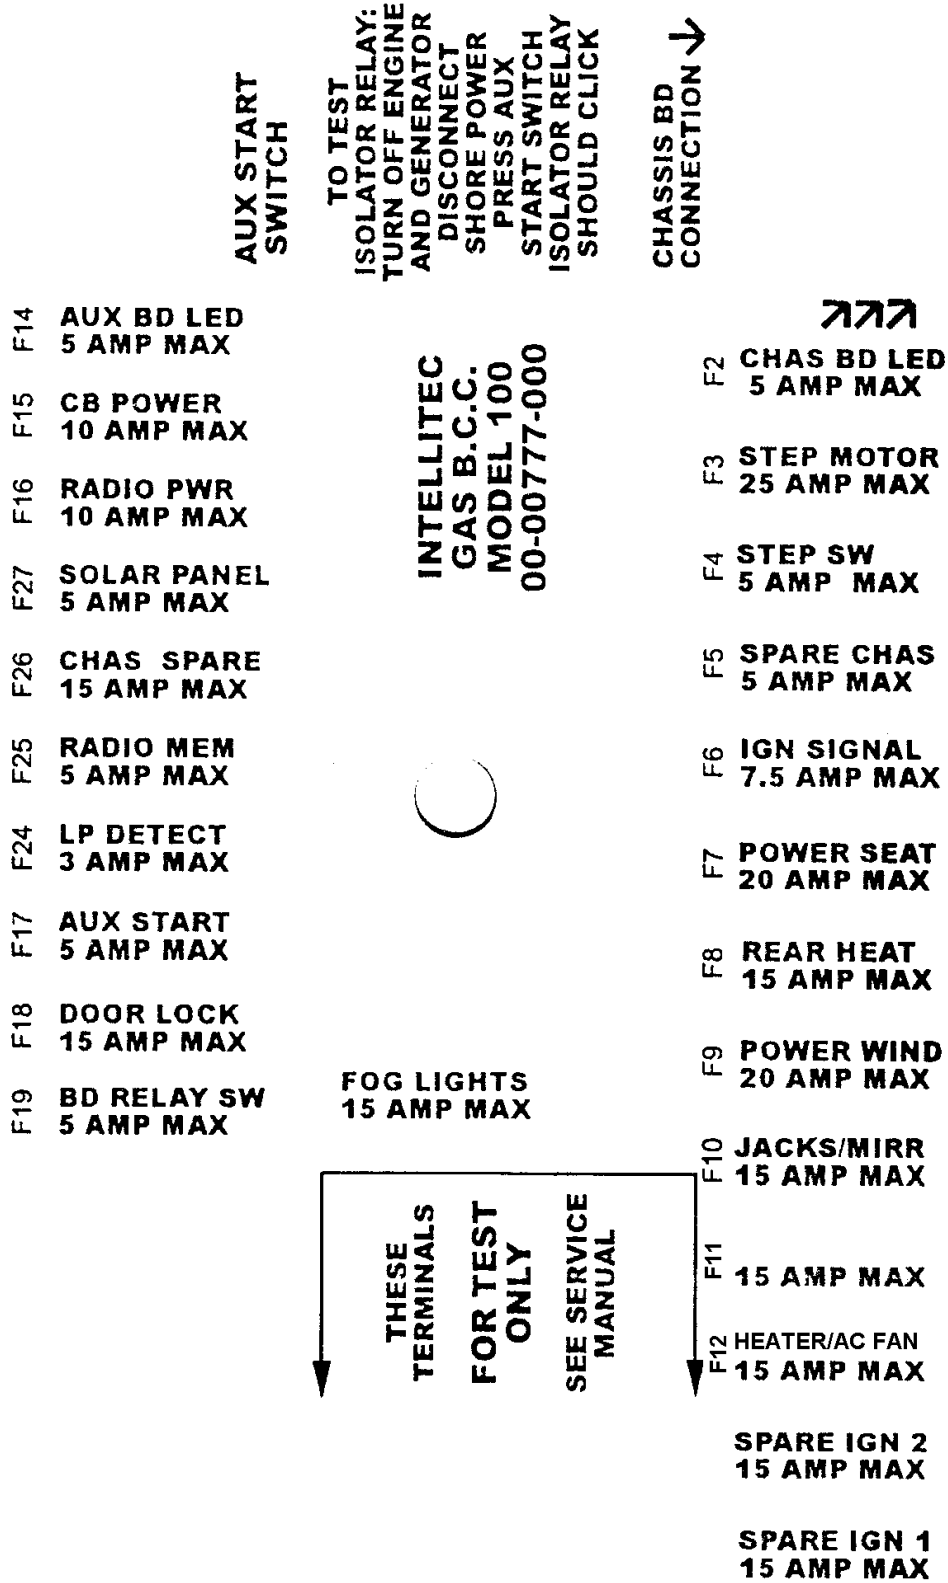 AUX START
SWITCH
TO TEST
ISOLATOR RELAY:
TURN OFF ENGINE
AND GENERATOR
DISCONNECT
SHORE POWER
PRESS AUX
START SWITCH
ISOLATOR RELAY
SHOULD CLICK
CHASSIS BD
CONNECTION
F14
AUX BD LED
5 AMP MAX
F15
CB POWER
10 AMP MAX
F16
RADIO PWR
10 AMP MAX
F27
SOLAR PANEL
5 AMP MAX
F26
CHAS SPARE
15 AMP MAX
F25
RADIO MEM
5 AMP MAX
F24
LP DETECT
3 AMP MAX
F17
AUX START
5 AMP MAX
F18
DOOR LOCK
15 AMP MAX
F19
BD RELAY SW
5 AMP MAX
INTELLITEC
GAS B.C.C.
MODEL 100
00-00777-000
FOG LIGHTS
15 AMP MAX
THESE
TERMINALS
FOR TEST
ONLY
SEE SERVICE
MANUAL
F2
CHAS BD LED
5 AMP MAX
F3
STEP MOTOR
25 AMP MAX
F4
STEP SW
5 AMP MAX
F5
SPARE CHAS
5 AMP MAX
F6
IGN SIGNAL
7.5 AMP MAX
F7
POWER SEAT
20 AMP MAX
F8
REAR HEAT
15 AMP MAX
F9
POWER WIND
20 AMP MAX
F10
JACKS/MIRR
15 AMP MAX
F11
15 AMP MAX
F12
HEATER/AC FAN
15 AMP MAX
SPARE IGN 2
15 AMP MAX
SPARE IGN 1
15 AMP MAX